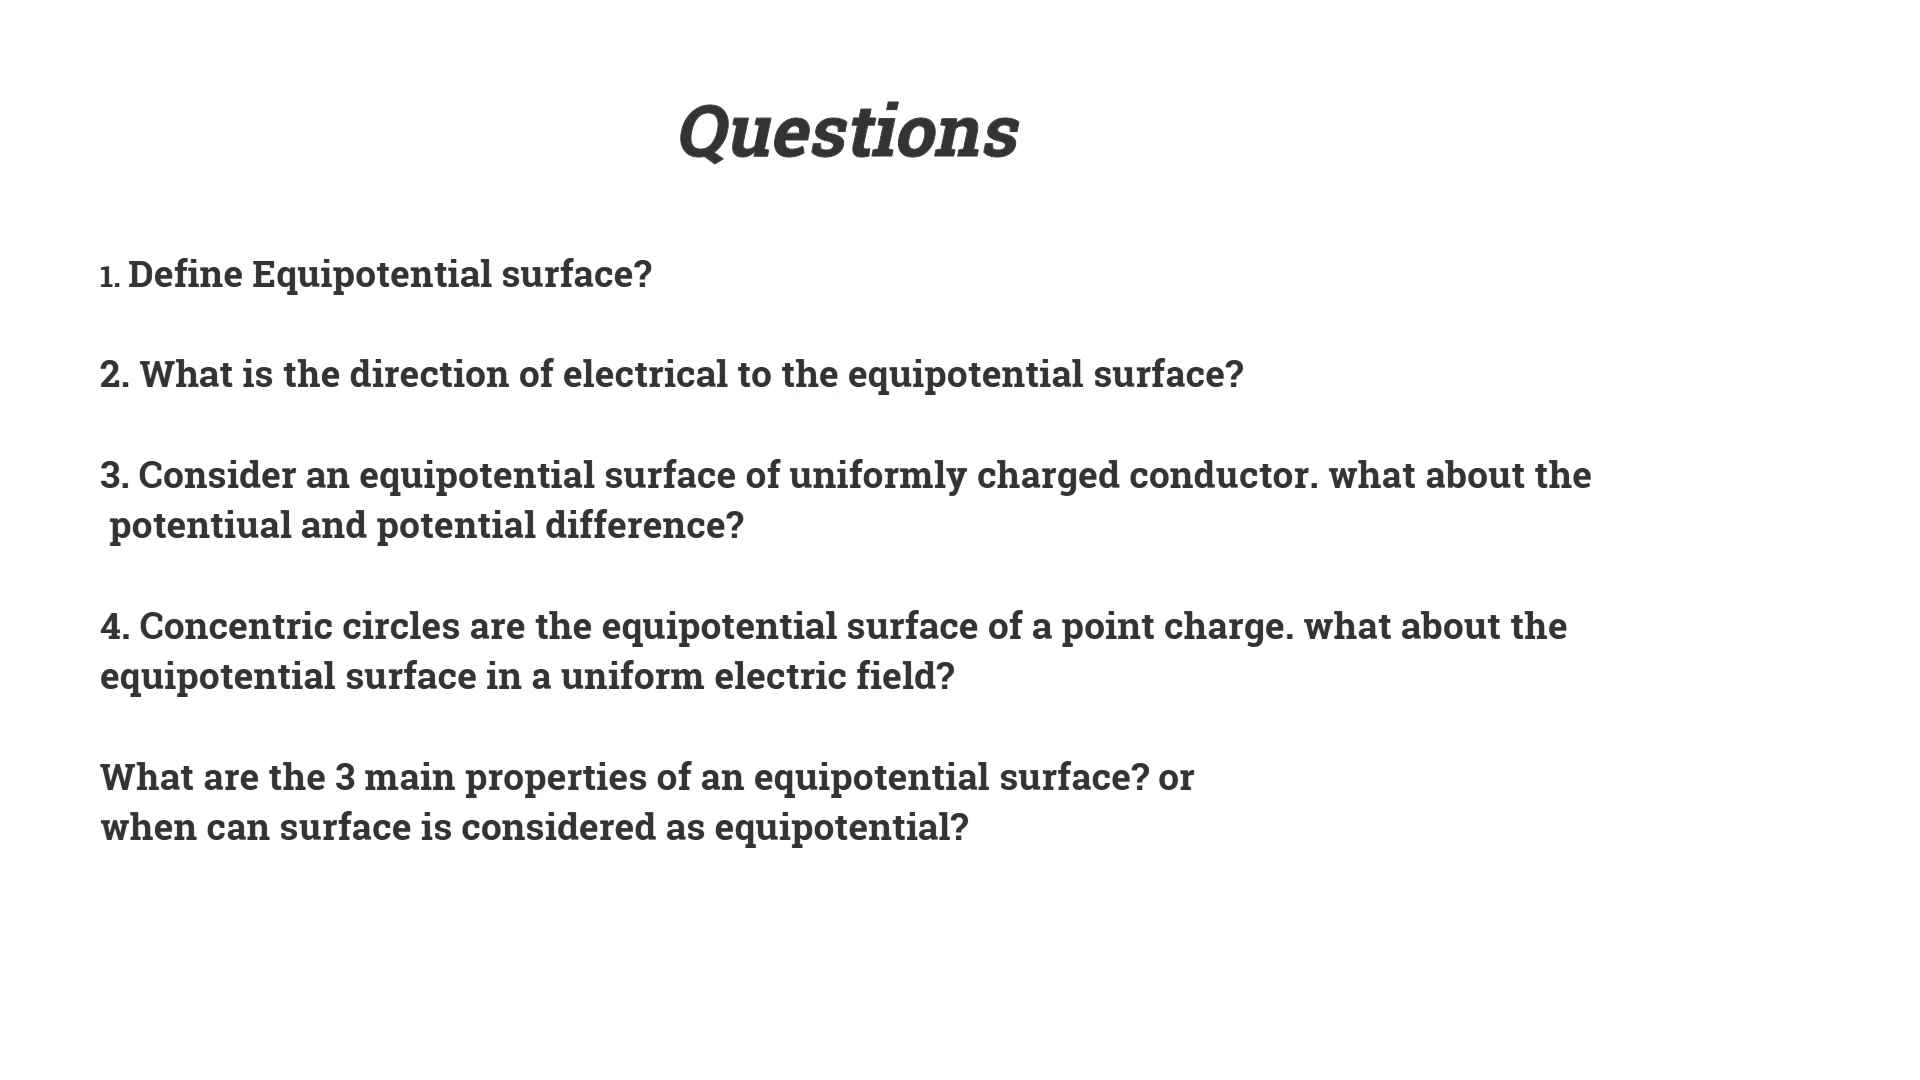 Questions
1. Define Equipotential surface?
2. What is the direction of electrical to the equipotential surface?
3. Consider an equipotential surface of uniformly charged conductor. what about the
potentiual and potential difference?
4. Concentric circles are the equipotential surface of a point charge. what about the
equipotential surface in a uniform electric field?
What are the 3 main properties of an equipotential surface? or
when can surface is considered as equipotential?